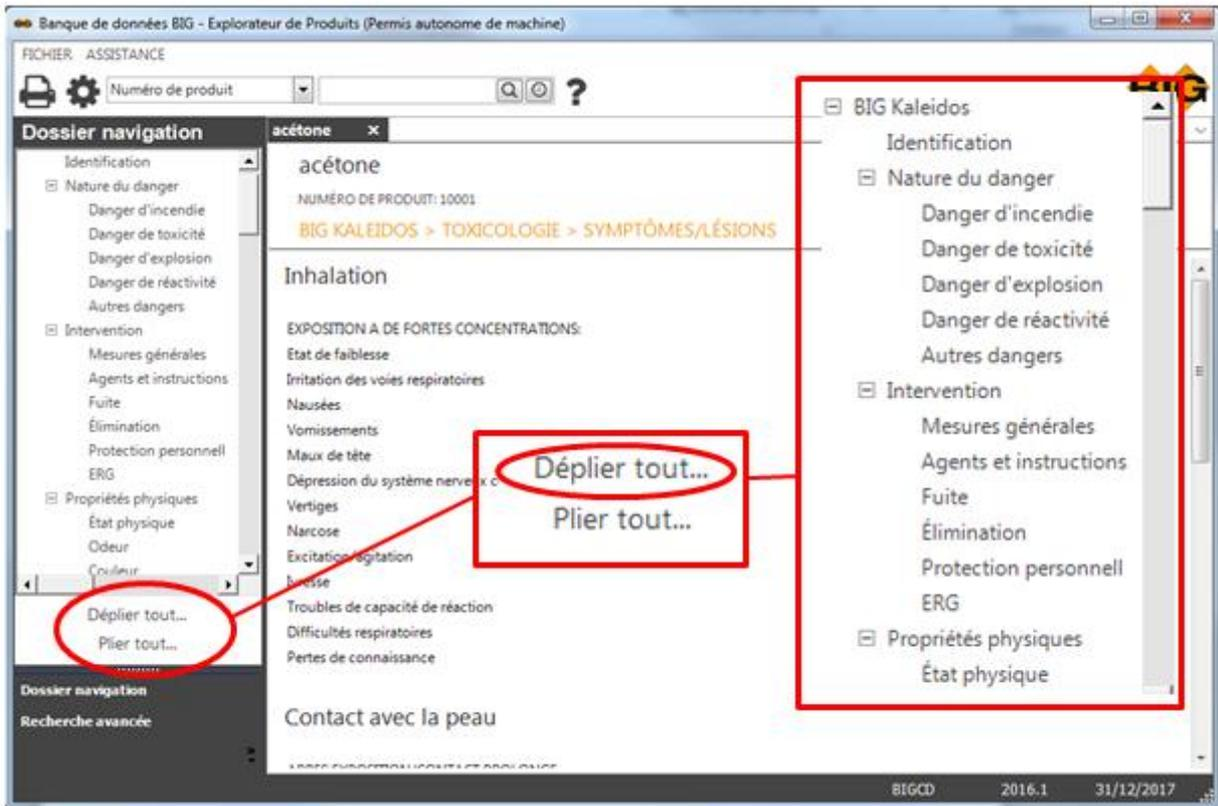 Banque de données BIG - Explorateur de Produits (Permis autonome de machine)
FICHIER ASSISTANCE
Numéro de produit
?
BIG
Dossier navigation
Identification
Nature du danger
Danger d'incendie
Danger de toxicité
Danger d'explosion
Danger de réactivité
Autres dangers
Intervention
Mesures générales
Agents et instructions
Fuite
Élimination
Protection personnell
ERG
Propriétés physiques
État physique
Odeur
Couleur
Déplier tout...
Plier tout...
Dossier navigation
Recherche avancée
acétone x
acétone
NUMÉRO DE PRODUIT: 10001
BIG KALEIDOS > TOXICOLOGIE > SYMPTÔMES/LÉSIONS
Inhalation
EXPOSITION A DE FORTES CONCENTRATIONS:
Etat de faiblesse
Irritation des voies respiratoires
Nausées
Vomissements
Maux de tête
Dépression du système nerveux c
Vertiges
Narcose
Excitation/agitation
Ivresse
Troubles de capacité de réaction
Difficultés respiratoires
Pertes de connaissance
Contact avec la peau
Déplier tout...
Plier tout...
BIG Kaleidos
Identification
Nature du danger
Danger d'incendie
Danger de toxicité
Danger d'explosion
Danger de réactivité
Autres dangers
Intervention
Mesures générales
Agents et instructions
Fuite
Élimination
Protection personnell
ERG
Propriétés physiques
État physique
BIGCD 2016.1 31/12/2017